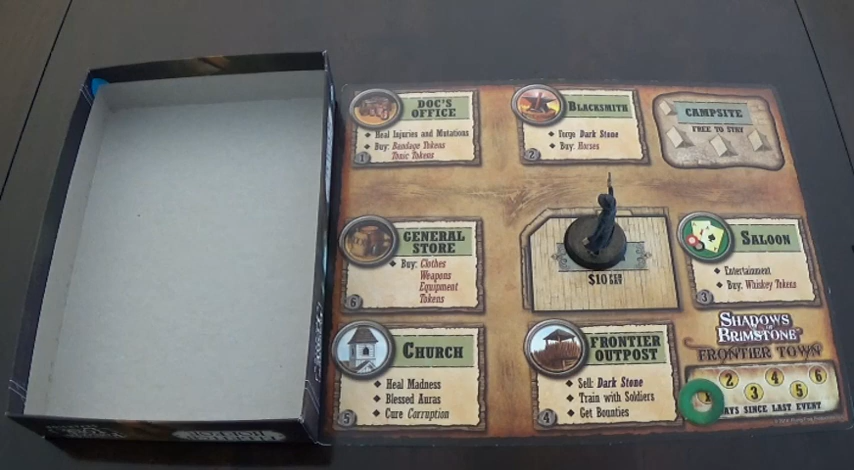 DOC'S
OFFICE
Heal Injuries and Mutations
Buy: Bandage Tokens
Tonic Tokens
1
BLACKSMITH
Forge Dark Stone
Buy: Horses
2
CAMPSITE
FREE TO STAY
GENERAL
STORE
Buy: Clothes
Weapons
Equipment
Tokens
6
$10 PER
DAY
SALOON
Entertainment
Buy: Whiskey Tokens
3
CHURCH
Heal Madness
Blessed Auras
Cure Corruption
5
FRONTIER
OUTPOST
Sell: Dark Stone
Train with Soldiers
Get Bounties
4
SHADOWS
OF
BRIMSTONE
FRONTIER TOWN
2 4 6
3 5
AYS SINCE LAST EVENT